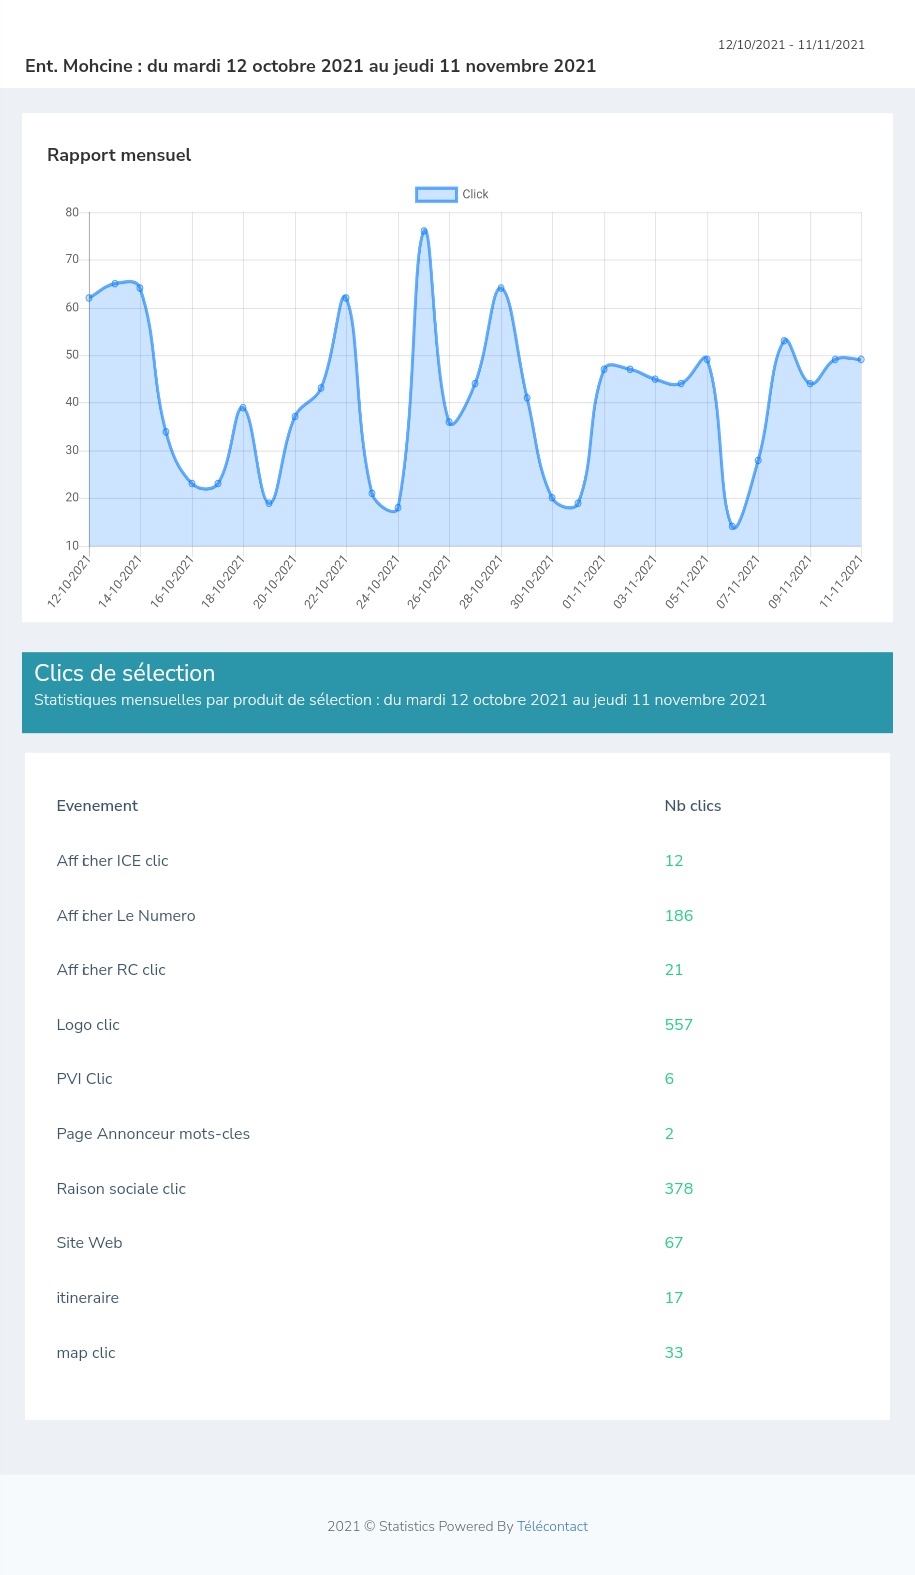 12/10/2021 - 11/11/2021
Ent. Mohcine : du mardi 12 octobre 2021 au jeudi 11 novembre 2021
Rapport mensuel
Click
80
70
60
50
40
30
20
10
12-10-2021 14-10-2021 16-10-2021 18-10-2021 20-10-2021 22-10-2021 24-10-2021 26-10-2021 28-10-2021 30-10-2021 01-11-2021 03-11-2021 05-11-2021 07-11-2021 09-11-2021 11-11-2021
Clics de sélection
Statistiques mensuelles par produit de sélection : du mardi 12 octobre 2021 au jeudi 11 novembre 2021
Evenement Nb clics
Afficher ICE clic 12
Afficher Le Numero 186
Afficher RC clic 21
Logo clic 557
PVI Clic 6
Page Annonceur mots-cles 2
Raison sociale clic 378
Site Web 67
itineraire 17
map clic 33
2021 © Statistics Powered By Télécontact